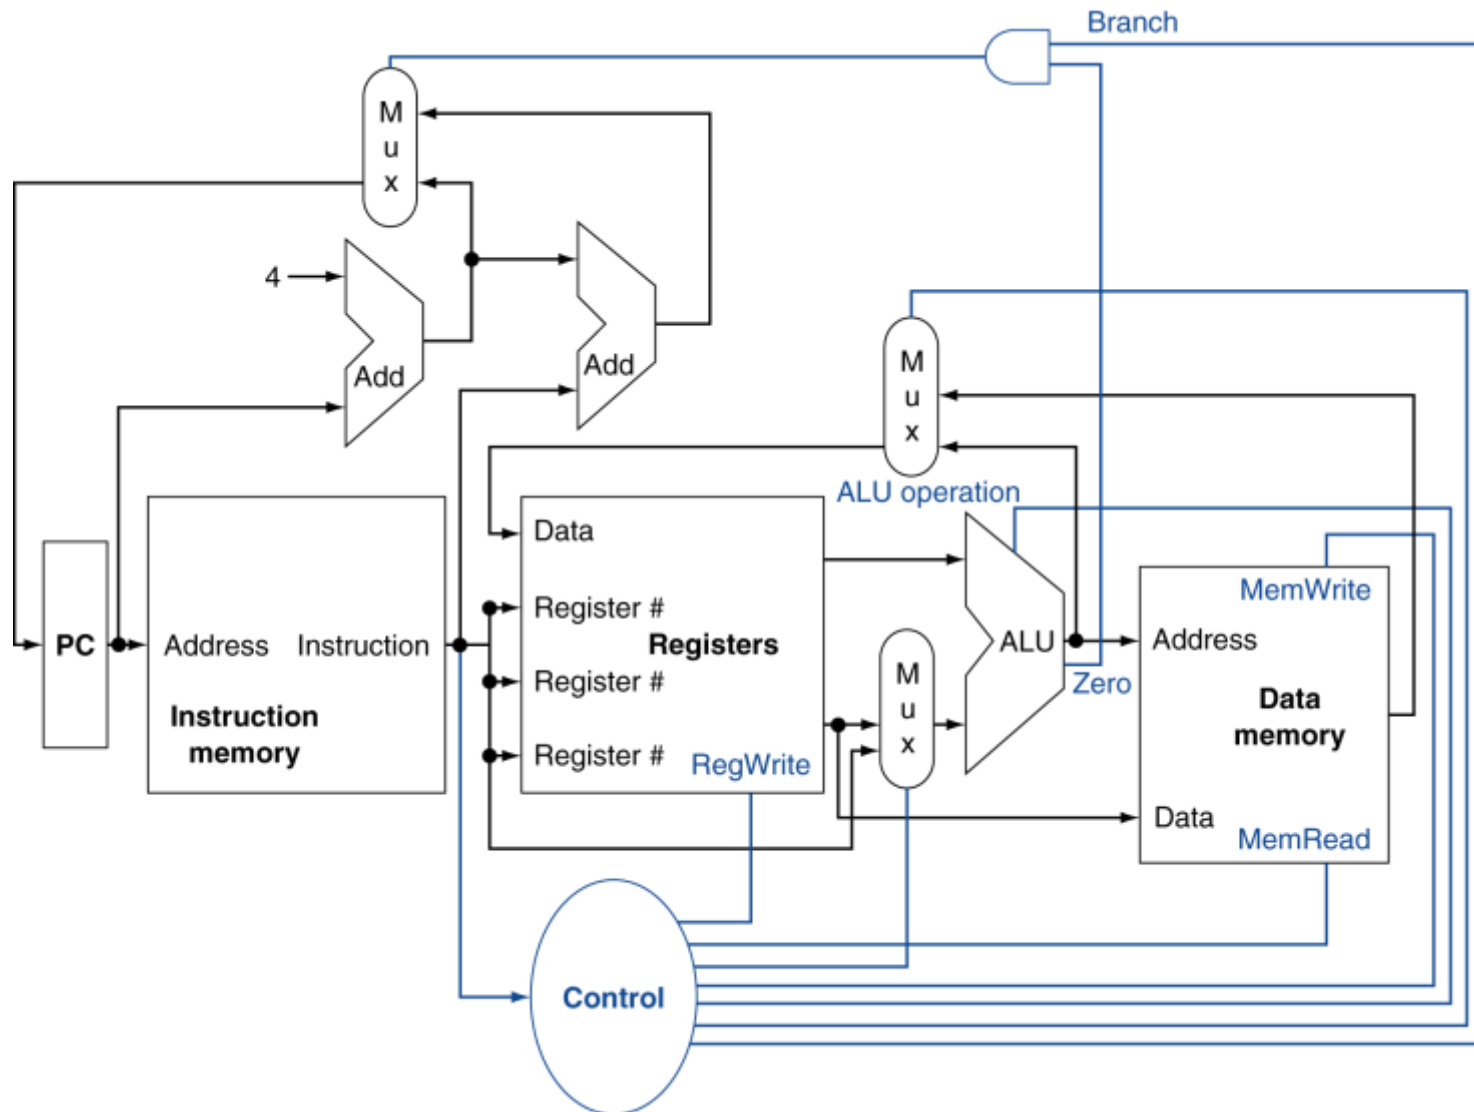 Branch
M
u
x
4
Add
Add
M
u
x
ALU operation
Data
Register #
Register #
Register #
Registers
RegWrite
PC
Address
Instruction
Instruction
memory
M
u
x
ALU
Zero
MemWrite
Address
Data
memory
Data
MemRead
Control